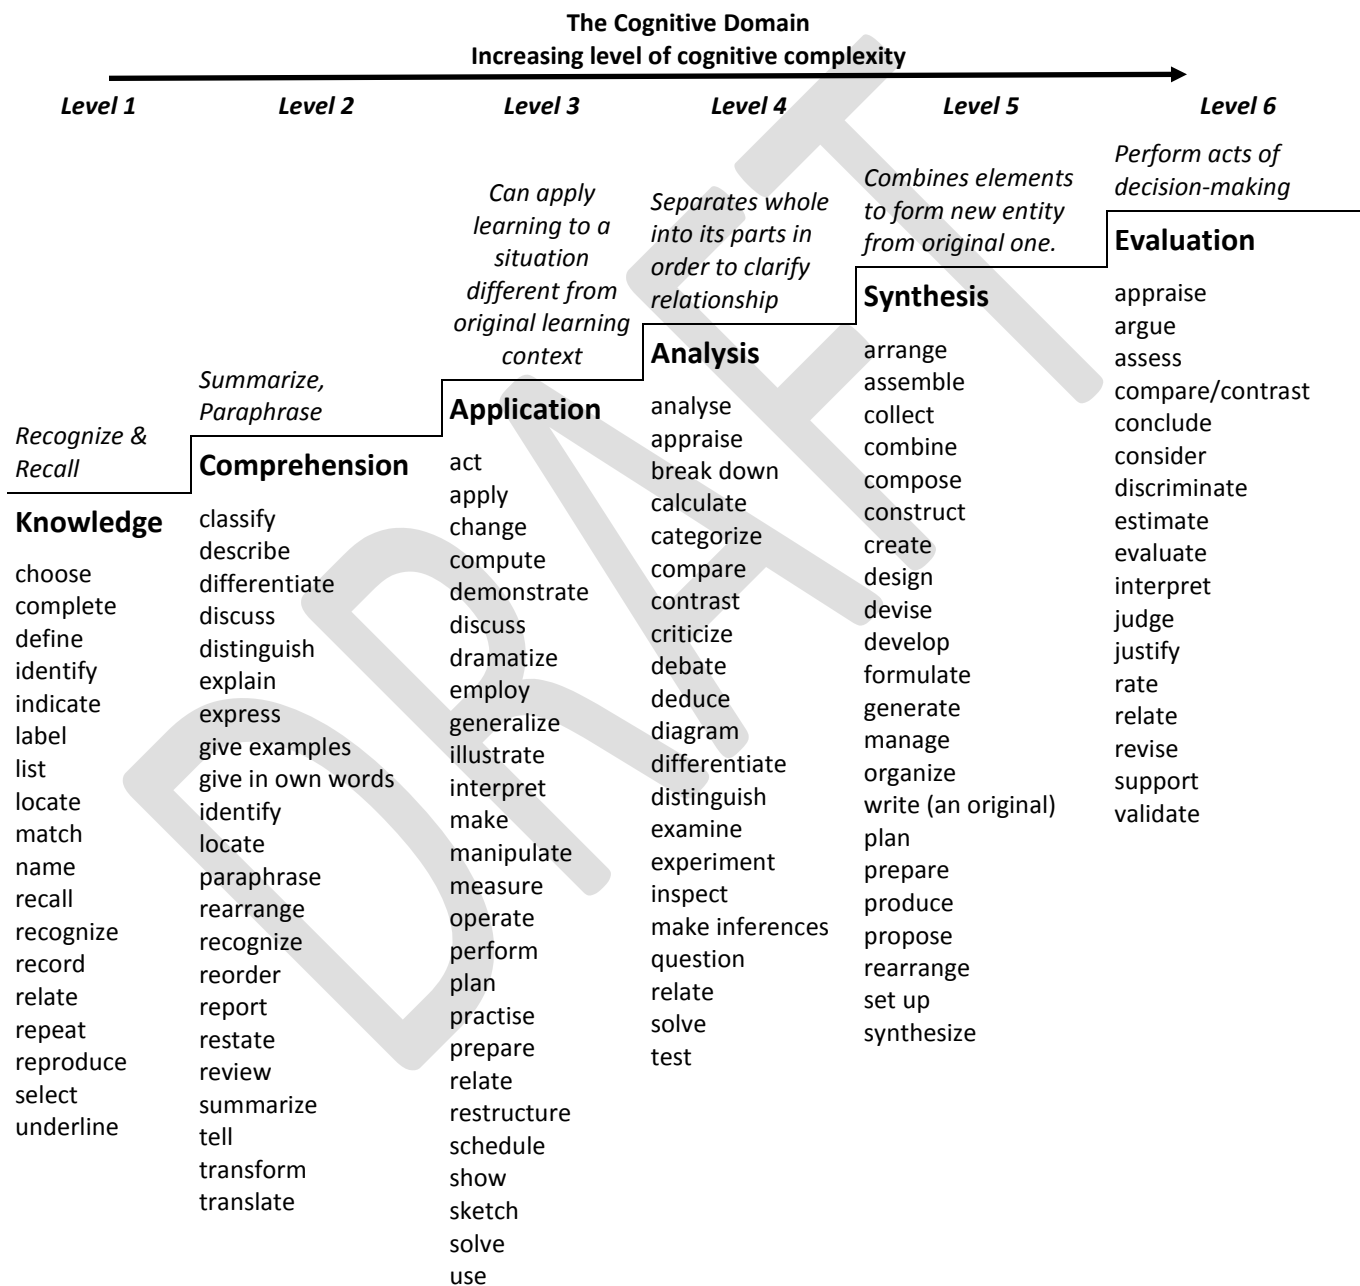 The Cognitive Domain
Increasing level of cognitive complexity
Level 1
Level 2
Level 3
Level 4
Level 5
Level 6
Recognize &
Recall
Knowledge
choose
complete
define
identify
indicate
label
list
locate
match
name
recall
recognize
record
relate
repeat
reproduce
select
underline
Summarize,
Paraphrase
Comprehension
classify
describe
differentiate
discuss
distinguish
explain
express
give examples
give in own words
identify
locate
paraphrase
rearrange
recognize
reorder
report
restate
review
summarize
tell
transform
translate
Can apply
learning to a
situation
different from
original learning
context
Application
act
apply
change
compute
demonstrate
discuss
dramatize
employ
generalize
illustrate
interpret
make
manipulate
measure
operate
perform
plan
practise
prepare
relate
restructure
schedule
show
sketch
solve
use
Separates whole
into its parts in
order to clarify
relationship
Analysis
analyse
appraise
break down
calculate
categorize
compare
contrast
criticize
debate
deduce
diagram
differentiate
distinguish
examine
experiment
inspect
make inferences
question
relate
solve
test
Combines elements
to form new entity
from original one.
Synthesis
arrange
assemble
collect
combine
compose
construct
create
design
devise
develop
formulate
generate
manage
organize
write (an original)
plan
prepare
produce
propose
rearrange
set up
synthesize
Perform acts of
decision-making
Evaluation
appraise
argue
assess
compare/contrast
conclude
consider
discriminate
estimate
evaluate
interpret
judge
justify
rate
relate
revise
support
validate
DRAFT